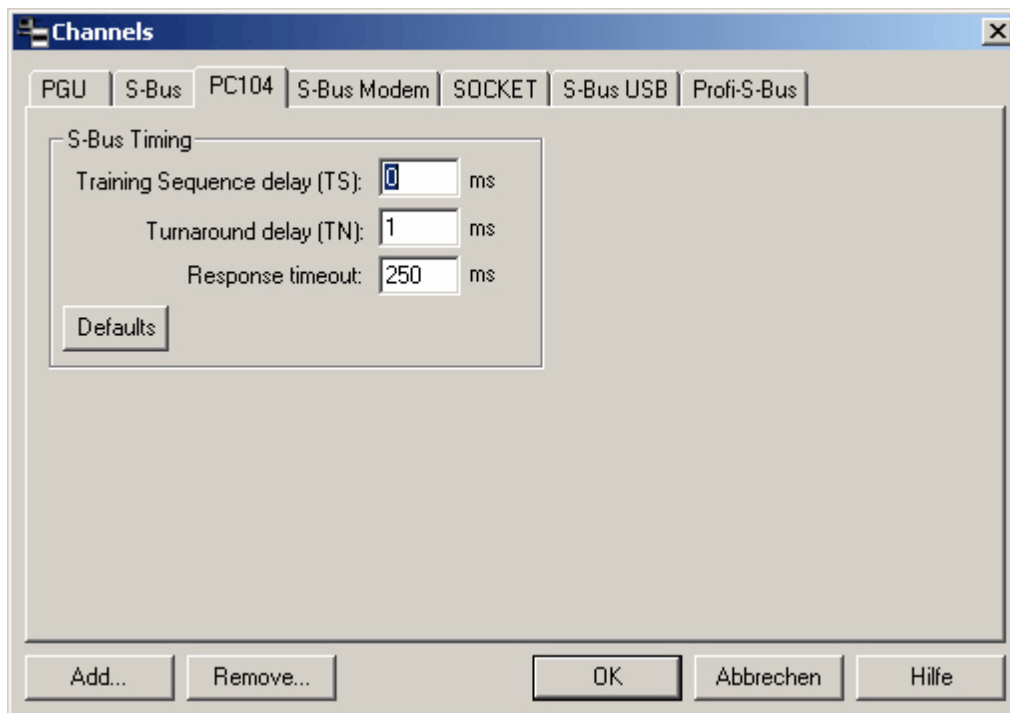 Channels
PGU S-Bus PC104 S-Bus Modem SOCKET S-Bus USB Profi-S-Bus
S-Bus Timing
Training Sequence delay (TS): 0 ms
Turnaround delay (TN): 1 ms
Response timeout: 250 ms
Defaults
Add... Remove... OK Abbrechen Hilfe